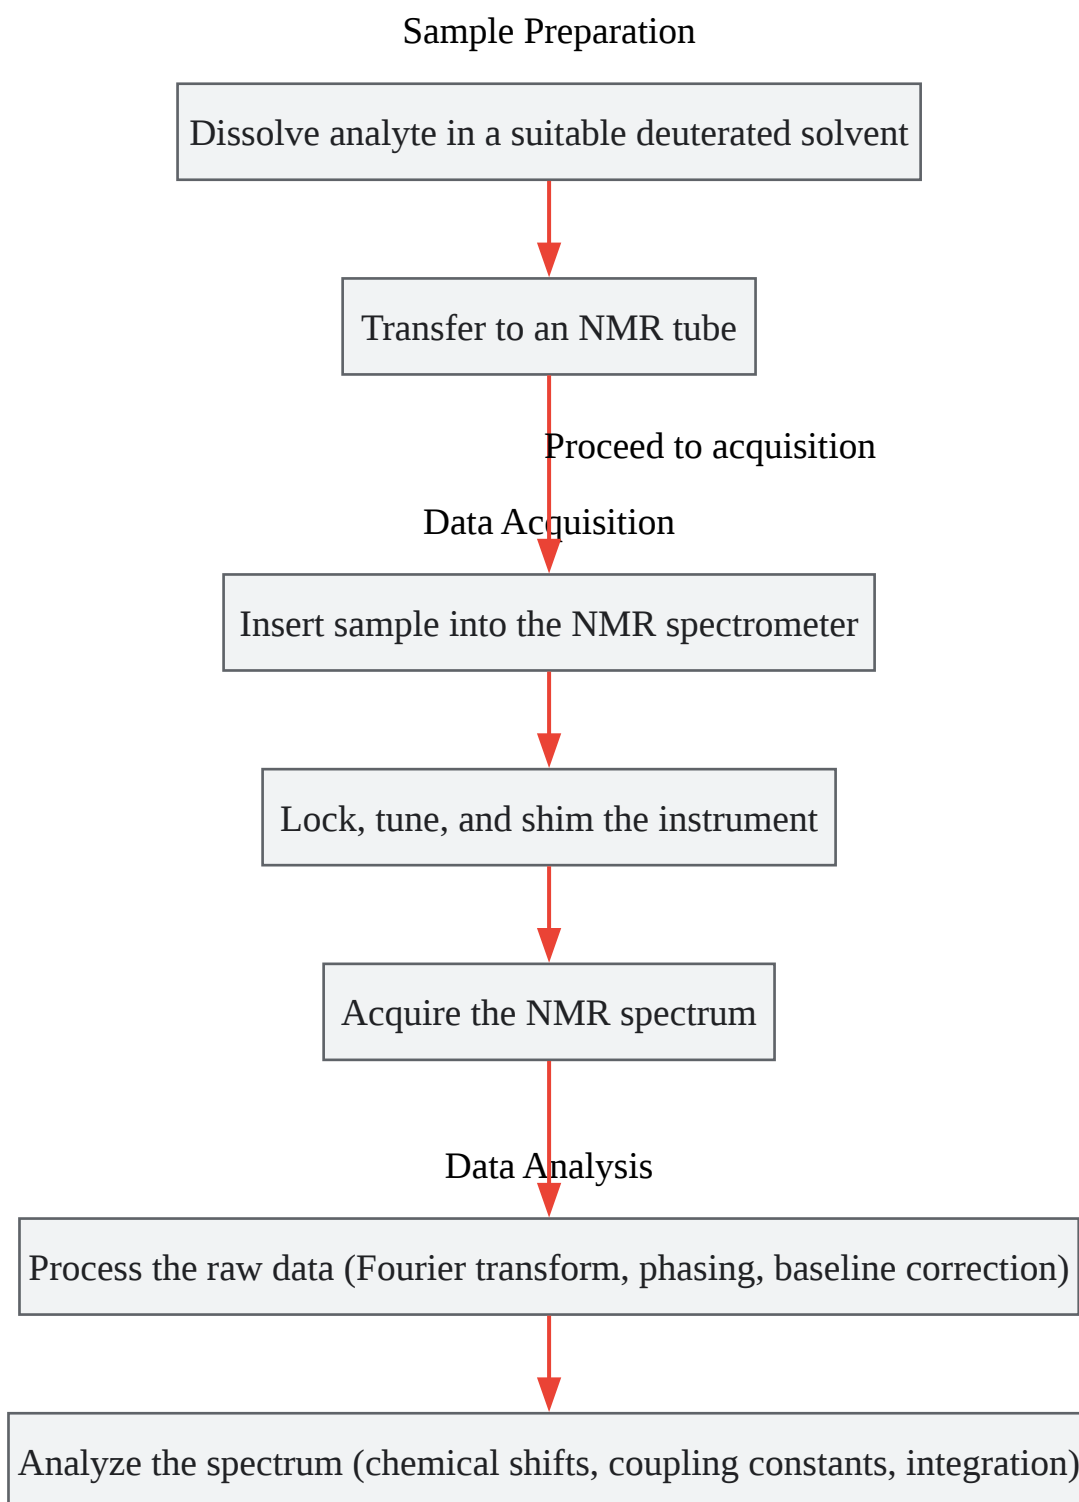 Sample Preparation
Dissolve analyte in a suitable deuterated solvent
Transfer to an NMR tube
Proceed to acquisition
Data Acquisition
Insert sample into the NMR spectrometer
Lock, tune, and shim the instrument
Acquire the NMR spectrum
Data Analysis
Process the raw data (Fourier transform, phasing, baseline correction)
Analyze the spectrum (chemical shifts, coupling constants, integration)